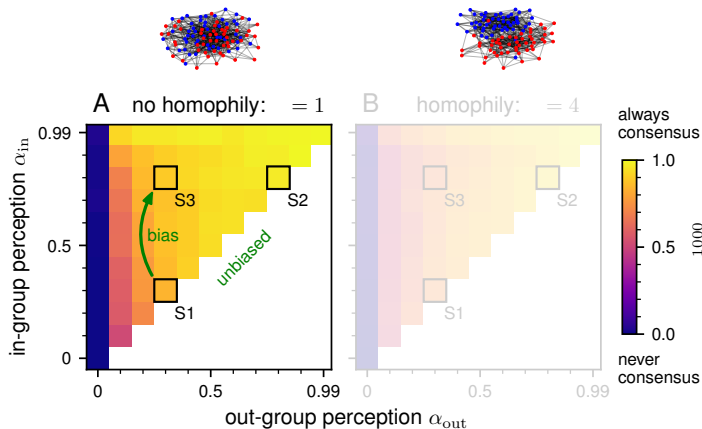 A no homophily: = 1
B homophily: = 4
always
consensus
in-group perception α_in
0.99
0.5
0
S3
S2
S1
bias
unbiased
S3
S2
S1
1.0
0.5
0.0
1000
never
consensus
0
0.5
0.99
0
0.5
0.99
out-group perception α_out